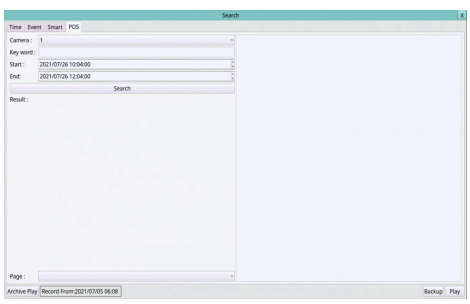 Search X
Time Event Smart POS
Camera : 1
Key word :
Start : 2021/07/26 10:04:00
End: 2021/07/26 12:04:00
Search
Result :
Page :
Archive Play Record From:2021/07/05 06:08 Backup Play